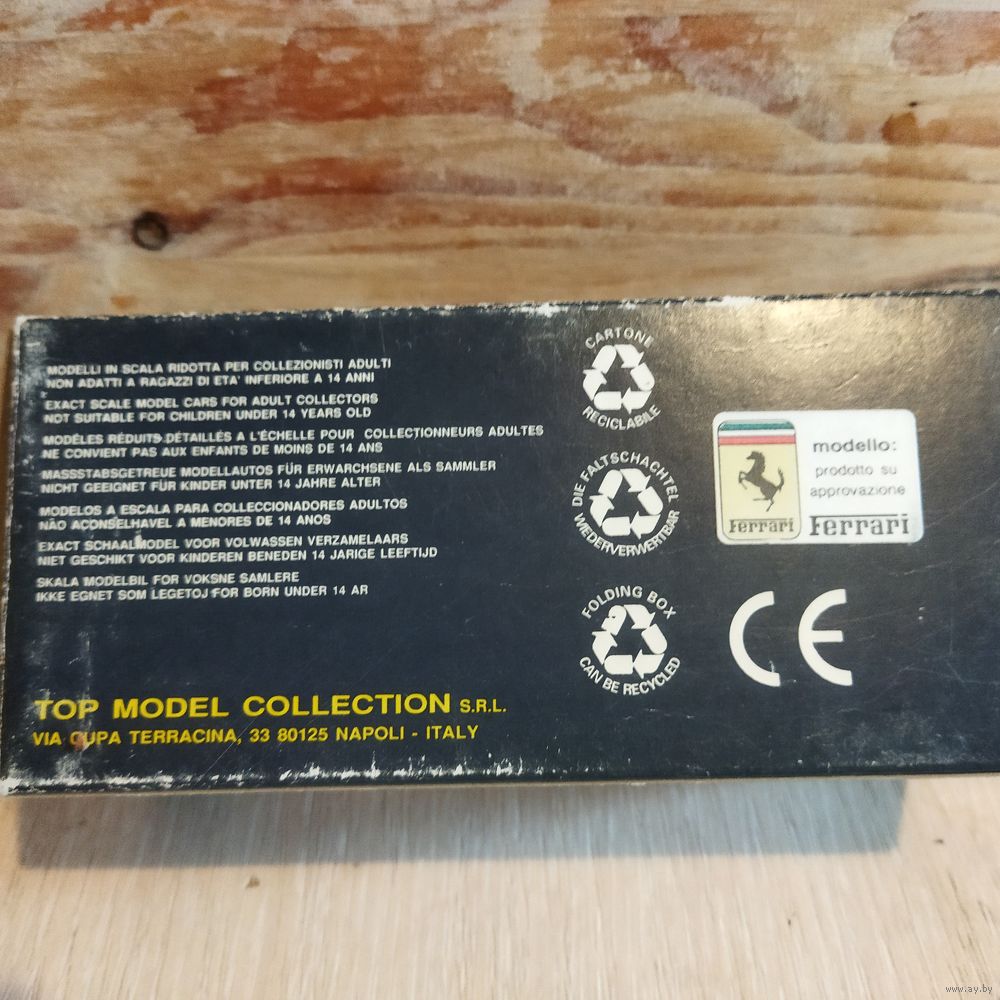 MODELLI IN SCALA RIDOTTA PER COLLEZIONISTI ADULTI
NON ADATTI A RAGAZZI DI ETA' INFERIORE A 14 ANNI
EXACT SCALE MODEL CARS FOR ADULT COLLECTORS
NOT SUITABLE FOR CHILDREN UNDER 14 YEARS OLD
MODÈLES RÉDUITS DÉTAILLÉS A L'ÉCHELLE POUR COLLECTIONNEURS ADULTES
NE CONVIENT PAS AUX ENFANTS DE MOINS DE 14 ANS
MASSSTABSGETREUE MODELLAUTOS FÜR ERWARCHSENE ALS SAMMLER
NICHT GEEIGNET FÜR KINDER UNTER 14 JAHRE ALTER
MODELOS A ESCALA PARA COLLECCIONADORES ADULTOS
NÃO ACONSELHAVEL A MENORES DE 14 ANOS
EXACT SCHAALMODEL VOOR VOLWASSEN VERZAMELAARS
NIET GESCHIKT VOOR KINDEREN BENEDEN 14 JARIGE LEEFTIJD
SKALA MODELBIL FOR VOKSNE SAMLERE
IKKE EGNET SOM LEGETOJ FOR BORN UNDER 14 AR
TOP MODEL COLLECTION S.R.L.
VIA CUPA TERRACINA, 33 80125 NAPOLI - ITALY
CARTONE
RECICLABILE
DIE FALTSCHACHTEL
WIEDERVERWERTBAR
FOLDING BOX
CAN BE RECYCLED
Ferrari
modello:
prodotto su
approvazione
Ferrari
CE
www.ay.by